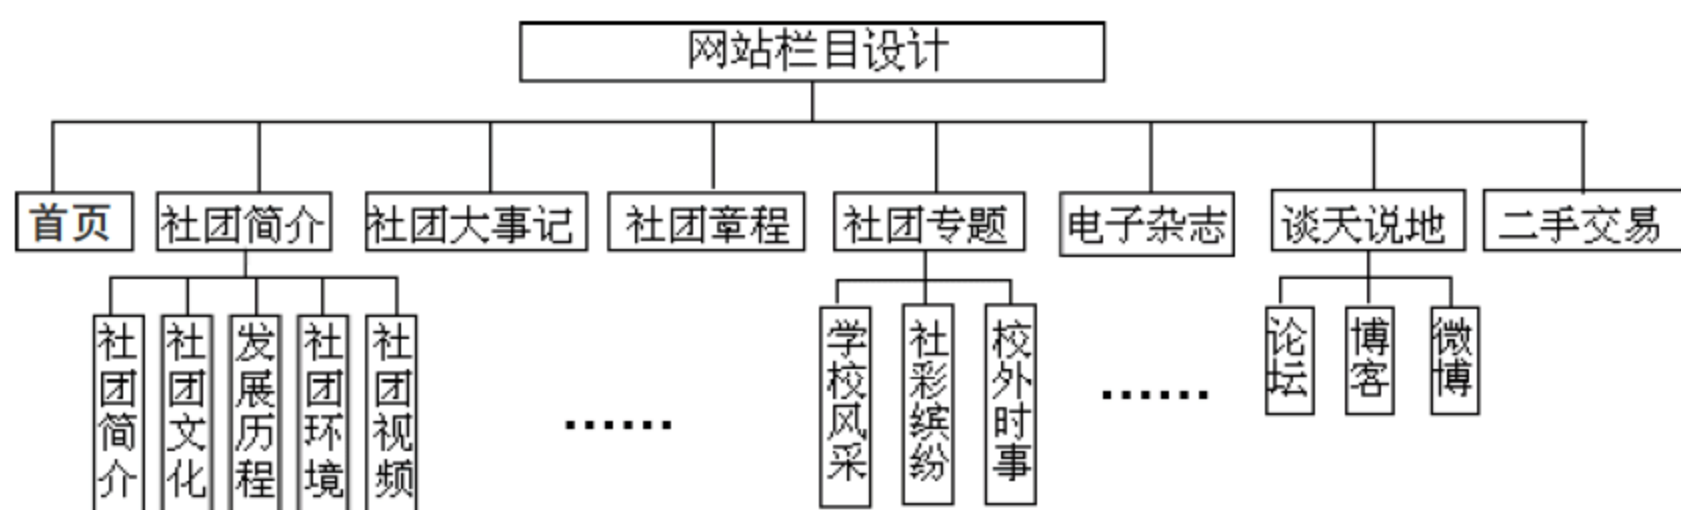 网站栏目设计
首页
社团简介
社团大事记
社团章程
社团专题
电子杂志
谈天说地
二手交易
社团简介
社团文化
发展历程
社团环境
社团视频
……
学校风采
社彩缤纷
校外时事
……
论坛
博客
微博